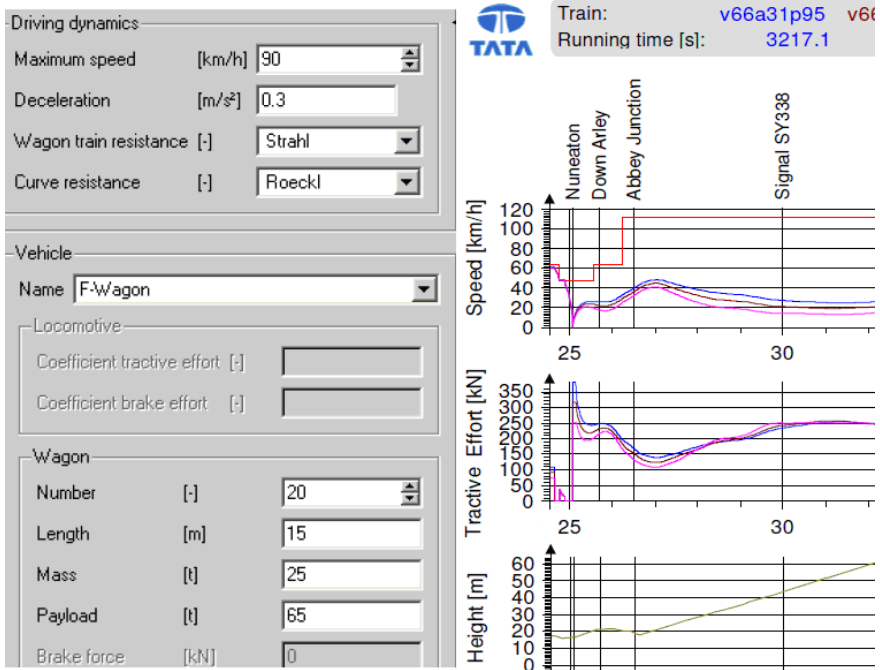 Driving dynamics
Maximum speed [km/h] 90
Deceleration [m/s²] 0.3
Wagon train resistance [-] Strahl
Curve resistance [-] Roeckl
Vehicle
Name F-Wagon
Locomotive
Coefficient tractive effort [-]
Coefficient brake effort [-]
Wagon
Number [-] 20
Length [m] 15
Mass [t] 25
Payload [t] 65
Brake force [kN] 0
TATA
Train: v66a31p95 v66
Running time [s]: 3217.1
Nuneaton
Down Arley
Abbey Junction
Signal SY338
Speed [km/h]
120
100
80
60
40
20
0
25 30
Tractive Effort [kN]
350
300
250
200
150
100
50
0
25 30
Height [m]
60
50
40
30
20
10
0